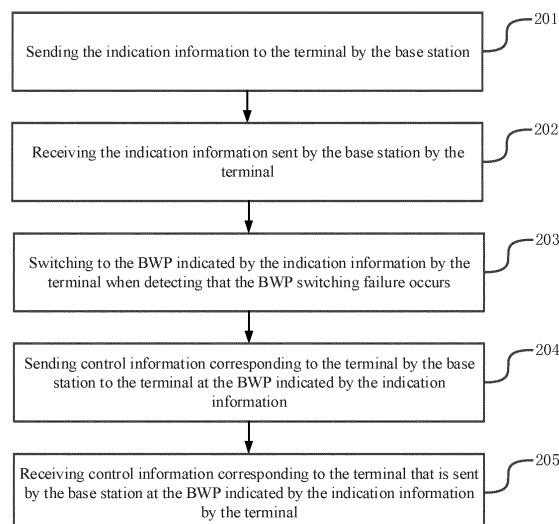 201
Sending the indication information to the terminal by the base station
202
Receiving the indication information sent by the base station by the
terminal
203
Switching to the BWP indicated by the indication information by the
terminal when detecting that the BWP switching failure occurs
204
Sending control information corresponding to the terminal by the base
station to the terminal at the BWP indicated by the indication
information
205
Receiving control information corresponding to the terminal that is sent
by the base station at the BWP indicated by the indication information
by the terminal